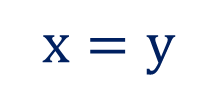 x = y